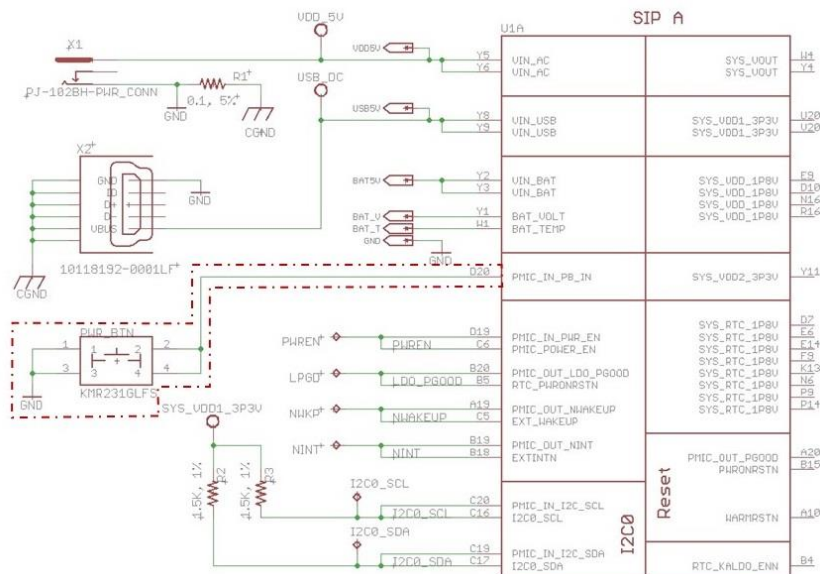 SIP A
U1A
X1
PJ-102BH-PWR_CONN
GND
R1
0.1, 5%
CGND
VDD_5V
USB_DC
X2
GND
ID
D+
D-
VBUS
GND
10118192-0001LF
CGND
PWR_BTN
1
3
1
2
3
4
2
4
KMR231GLFS
GND
SYS_VDD1_3P3V
1.5K, 1%
R2
1.5K, 1%
R3
VDD5V
USB5V
BAT5V
BAT_V
BAT_T
GND
GND
PWREN
PWREN
LPGD
LDO_PGOOD
NWKP
NWAKEUP
NINT
NINT
I2C0_SCL
I2C0_SCL
I2C0_SDA
I2C0_SDA
Y5 VIN_AC
Y6 VIN_AC
Y8 VIN_USB
Y9 VIN_USB
Y2 VIN_BAT
Y3 VIN_BAT
Y1 BAT_VOLT
W1 BAT_TEMP
D20 PMIC_IN_PB_IN
D19 PMIC_IN_PWR_EN
C6 PMIC_POWER_EN
B20 PMIC_OUT_LDO_PGOOD
B5 RTC_PWRONRSTN
A19 PMIC_OUT_NWAKEUP
C5 EXT_WAKEUP
B19 PMIC_OUT_NINT
B18 EXTINTN
C20 PMIC_IN_I2C_SCL
C16 I2C0_SCL
C19 PMIC_IN_I2C_SDA
C17 I2C0_SDA
I2C0
SYS_VOUT W4
SYS_VOUT Y4
SYS_VDD1_3P3V U20
SYS_VDD1_3P3V V20
SYS_VDD_1P8V E9
SYS_VDD_1P8V D10
SYS_VDD_1P8V N16
SYS_VDD_1P8V R16
SYS_VDD2_3P3V Y11
SYS_RTC_1P8V D7
SYS_RTC_1P8V E6
SYS_RTC_1P8V E14
SYS_RTC_1P8V F9
SYS_RTC_1P8V K13
SYS_RTC_1P8V N6
SYS_RTC_1P8V P9
SYS_RTC_1P8V P14
Reset
PMIC_OUT_PGOOD A20
PWRONRSTN B15
WARMRSTN A10
RTC_KALDO_ENN B4